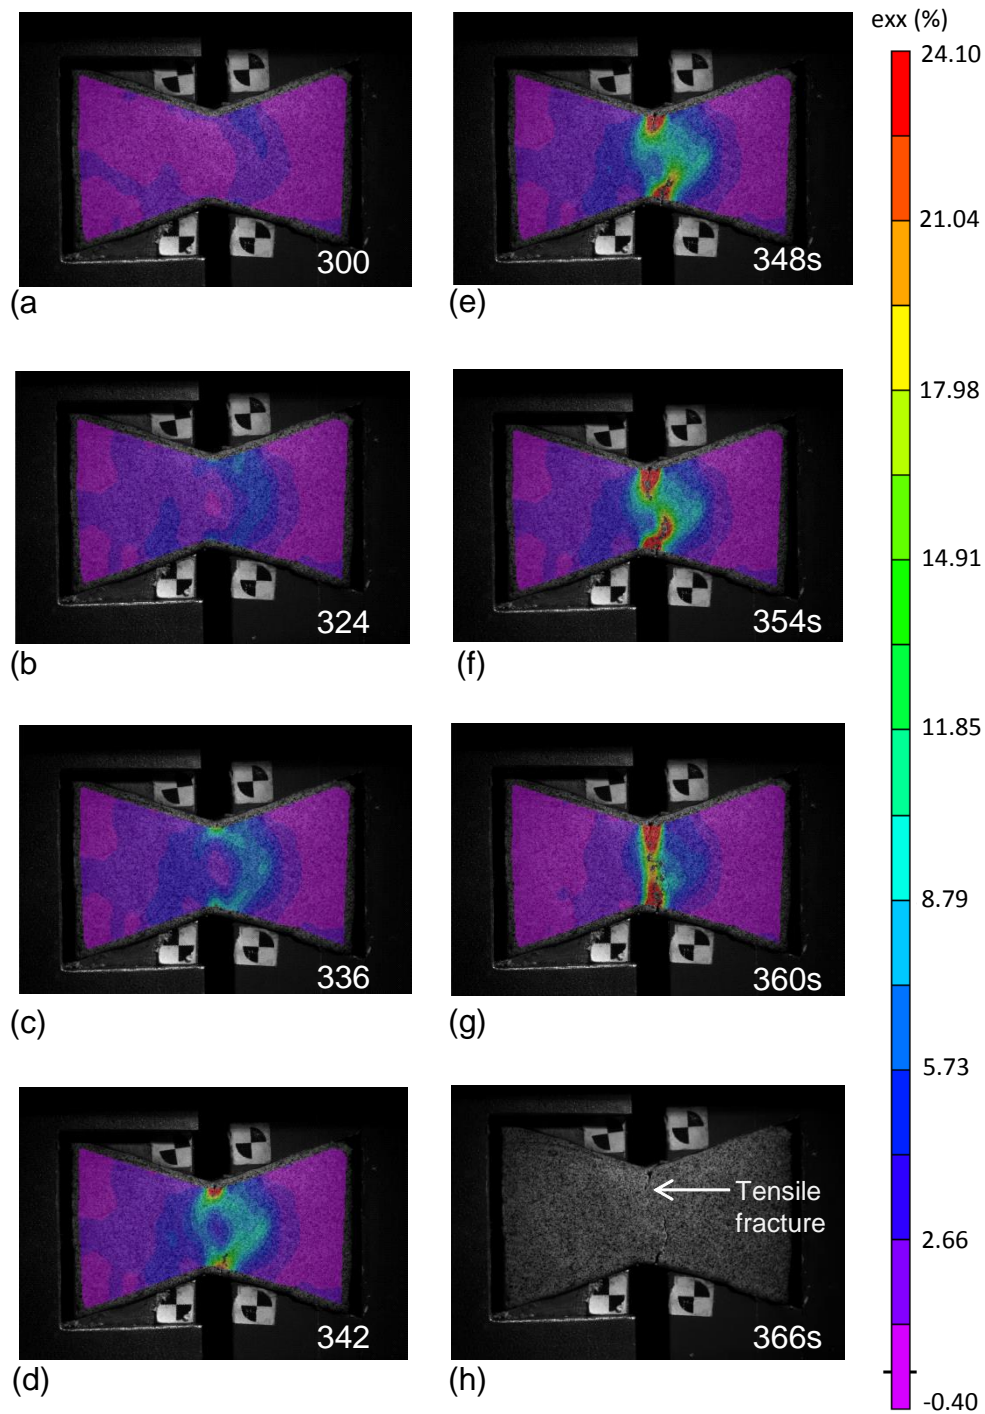 exx (%)
24.10
21.04
17.98
14.91
11.85
8.79
5.73
2.66
-0.40
300
(a
324
(b
336
(c)
342
(d)
348s
(e)
354s
(f)
360s
(g)
Tensile
fracture
366s
(h)